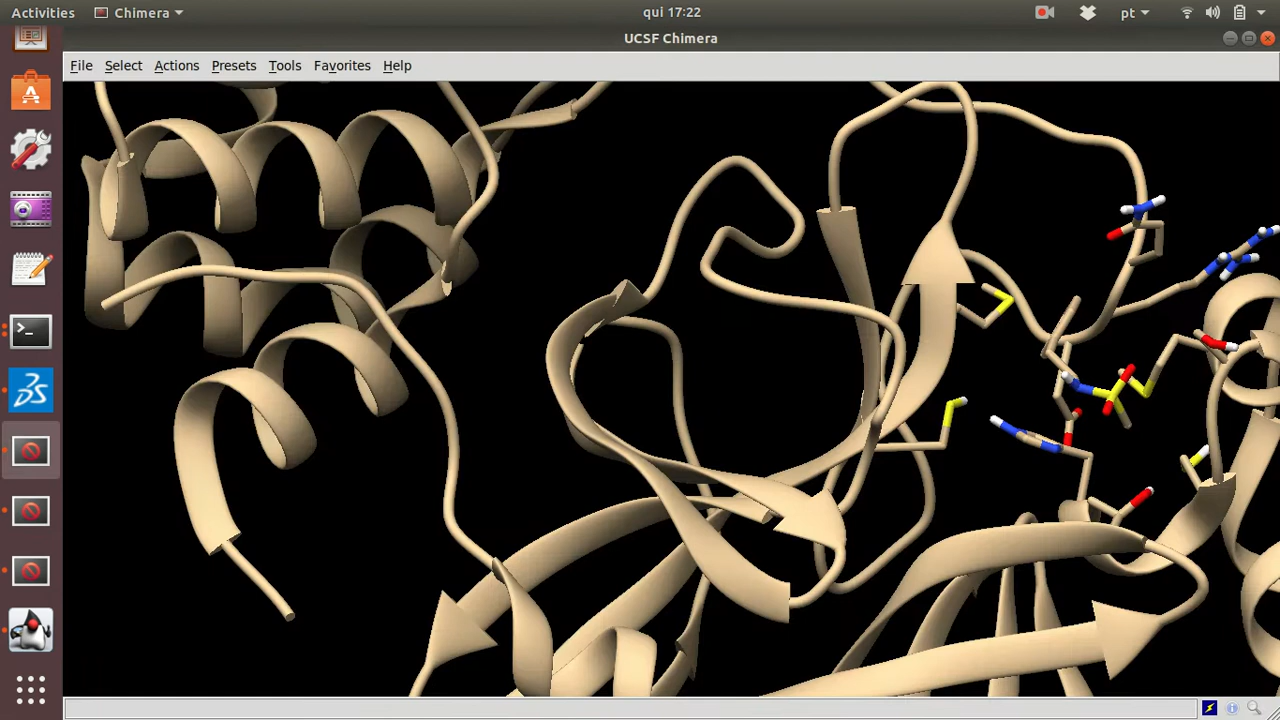 Activities Chimera qui 17:22 pt
UCSF Chimera
File Select Actions Presets Tools Favorites Help